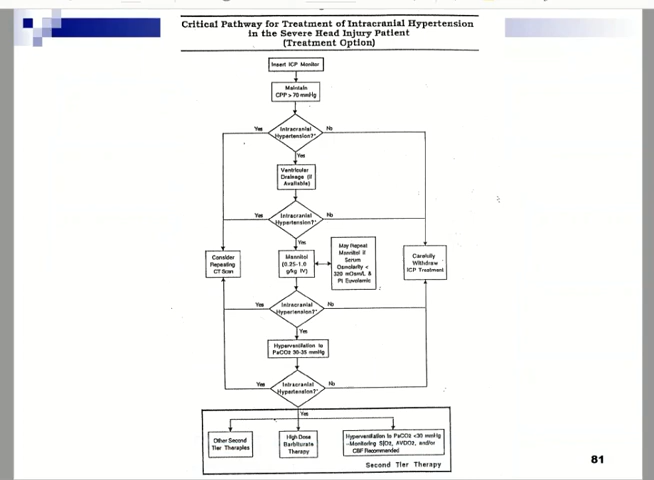 Critical Pathway for Treatment of Intracranial Hypertension
in the Severe Head Injury Patient
(Treatment Option)
Insert ICP Monitor
Maintain
CPP > 70 mmHg
Yes
Intracranial
Hypertension?*
No
Yes
Ventricular
Drainage (if
Available)
Yes
Intracranial
Hypertension?*
No
Yes
Consider
Repeating
CT Scan
Mannitol
(0.25-1.0
g/kg IV)
May Repeat
Mannitol if
Serum
Osmolarity <
320 mOsm/L &
Pt Euvolemic
Carefully
Withdraw
ICP Treatment
Yes
Intracranial
Hypertension?*
No
Yes
Hyperventilation to
PaCO2 30-35 mmHg
Yes
Intracranial
Hypertension?*
No
Yes
Other Second
Tier Therapies
High Dose
Barbiturate
Therapy
Hyperventilation to PaCO2 <30 mmHg
-Monitoring SjO2, AVDO2, and/or
CBF Recommended
Second Tier Therapy
81